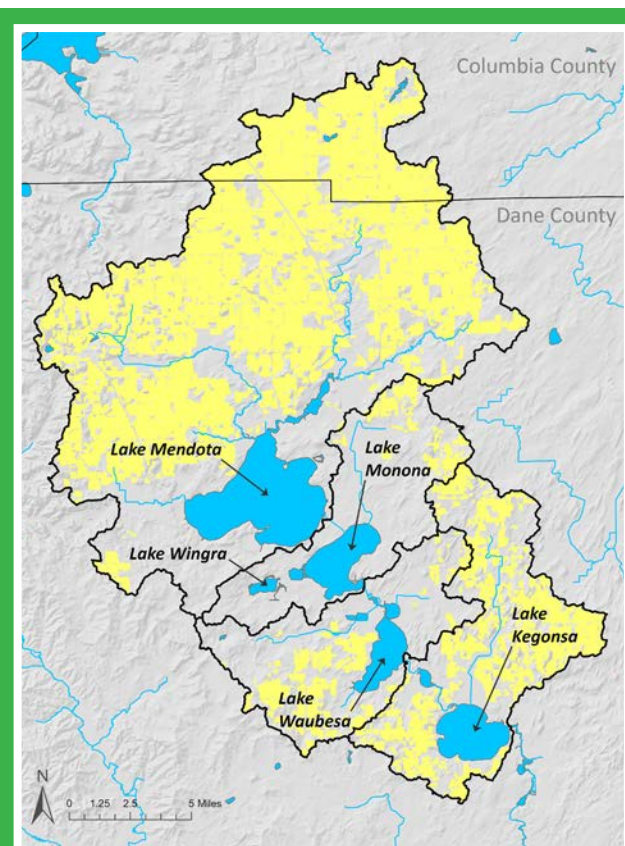 Columbia County
Dane County
Lake Mendota
Lake
Monona
Lake Wingra
Lake
Kegonsa
Lake
Waubesa
N
0 1.25 2.5 5 Miles